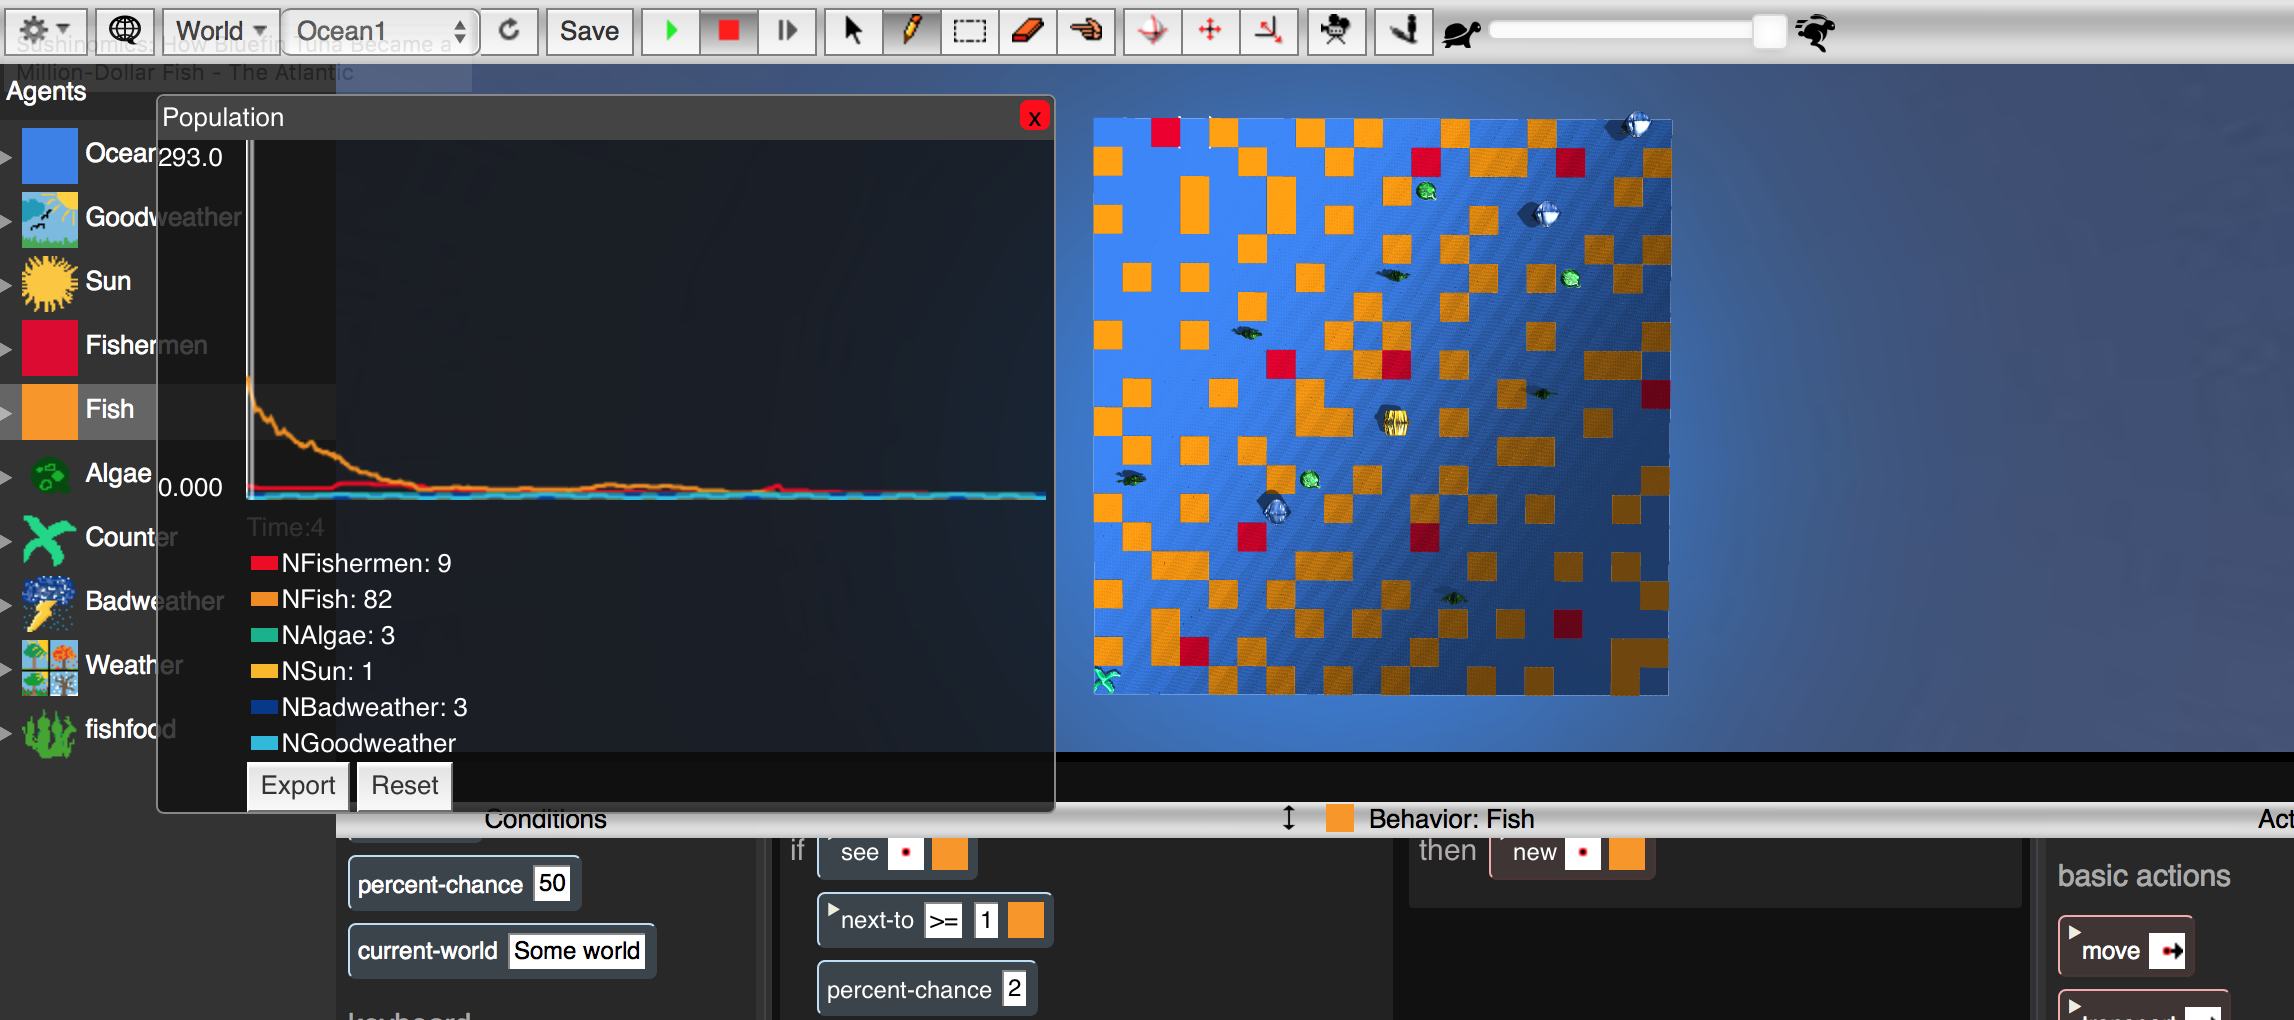 World
Ocean1
Save
Sushinomics: How Bluefin Tuna Became a
Million-Dollar Fish - The Atlantic
Agents
Population
x
Ocean
293.0
Goodweather
Sun
Fishermen
Fish
Algae
0.000
Time:4
Counter
NFishermen: 9
NFish: 82
Badweather
NAlgae: 3
Weather
NSun: 1
NBadweather: 3
fishfood
NGoodweather
Export
Reset
Conditions
Behavior: Fish
Act
if
see
then
new
percent-chance 50
next-to >= 1
basic actions
current-world Some world
move
percent-chance 2
keyboard
transport